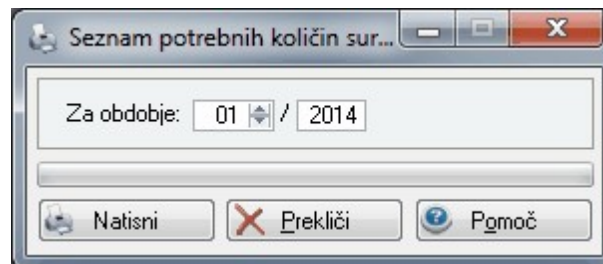 Seznam potrebnih količin sur...
Za obdobje: 01 / 2014
Natisni Prekliči Pomoč